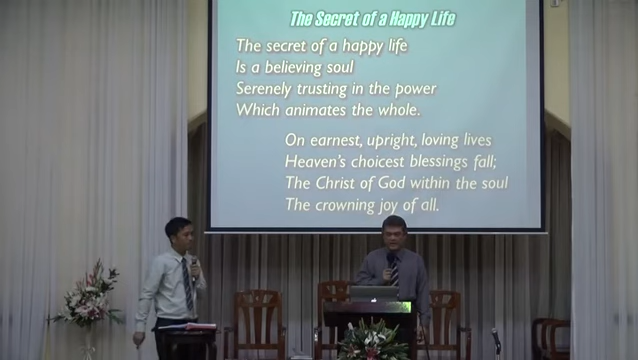 The Secret of a Happy Life
The secret of a happy life
Is a believing soul
Serenely trusting in the power
Which animates the whole.
On earnest, upright, loving lives
Heaven's choicest blessings fall;
The Christ of God within the soul
The crowning joy of all.